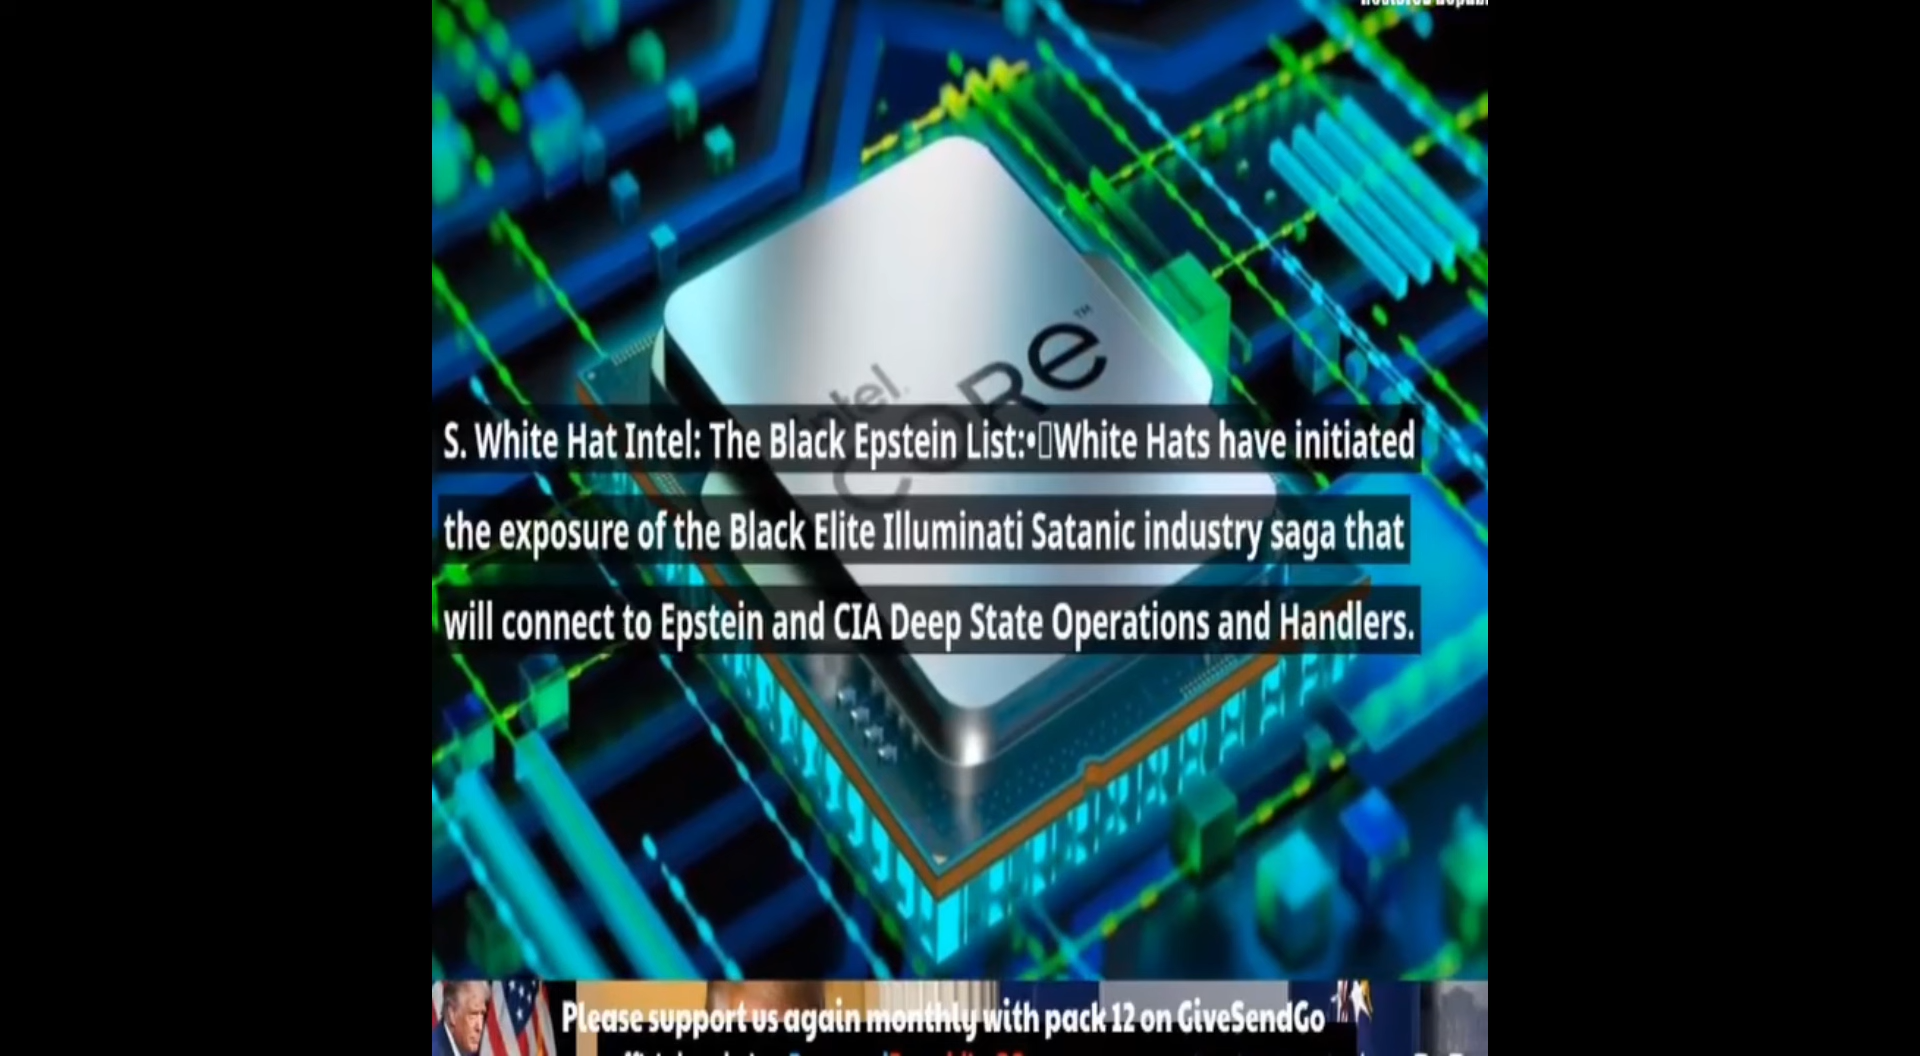 intel.
CORE™
S. White Hat Intel: The Black Epstein List:•▯White Hats have initiated
the exposure of the Black Elite Illuminati Satanic industry saga that
will connect to Epstein and CIA Deep State Operations and Handlers.
Please support us again monthly with pack 12 on GiveSendGo